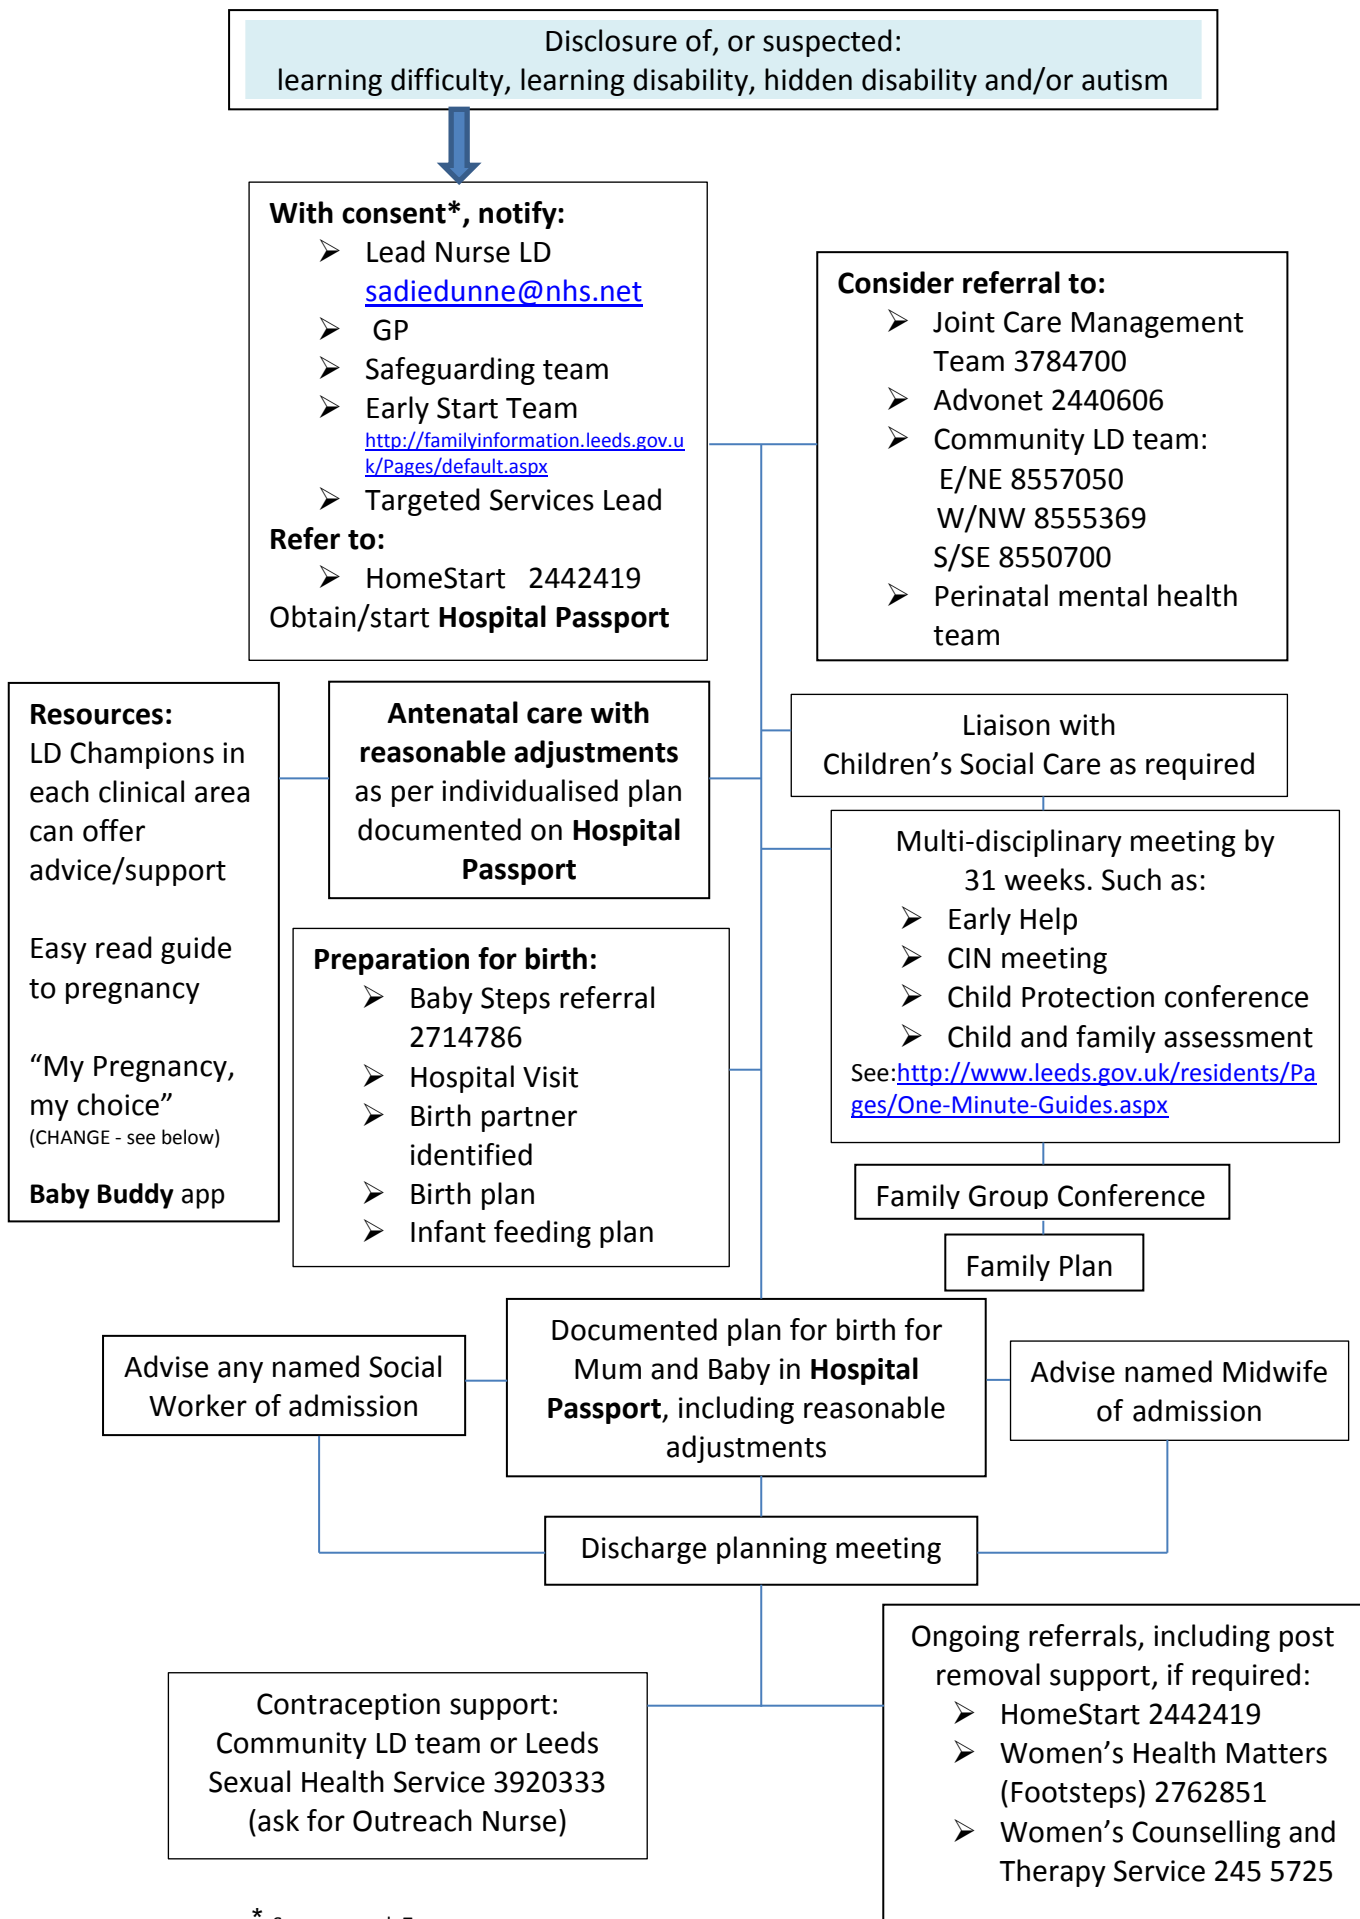 Disclosure of, or suspected:
learning difficulty, learning disability, hidden disability and/or autism
With consent*, notify:
➢ Lead Nurse LD
sadiedunne@nhs.net
➢ GP
➢ Safeguarding team
➢ Early Start Team
http://familyinformation.leeds.gov.u
k/Pages/default.aspx
➢ Targeted Services Lead
Refer to:
➢ HomeStart 2442419
Obtain/start Hospital Passport
Consider referral to:
➢ Joint Care Management
Team 3784700
➢ Advonet 2440606
➢ Community LD team:
E/NE 8557050
W/NW 8555369
S/SE 8550700
➢ Perinatal mental health
team
Resources:
LD Champions in
each clinical area
can offer
advice/support
Easy read guide
to pregnancy
“My Pregnancy,
my choice”
(CHANGE - see below)
Baby Buddy app
Antenatal care with
reasonable adjustments
as per individualised plan
documented on Hospital
Passport
Liaison with
Children’s Social Care as required
Multi-disciplinary meeting by
31 weeks. Such as:
➢ Early Help
➢ CIN meeting
➢ Child Protection conference
➢ Child and family assessment
See:http://www.leeds.gov.uk/residents/Pa
ges/One-Minute-Guides.aspx
Preparation for birth:
➢ Baby Steps referral
2714786
➢ Hospital Visit
➢ Birth partner
identified
➢ Birth plan
➢ Infant feeding plan
Family Group Conference
Family Plan
Advise any named Social
Worker of admission
Documented plan for birth for
Mum and Baby in Hospital
Passport, including reasonable
adjustments
Advise named Midwife
of admission
Discharge planning meeting
Contraception support:
Community LD team or Leeds
Sexual Health Service 3920333
(ask for Outreach Nurse)
Ongoing referrals, including post
removal support, if required:
➢ HomeStart 2442419
➢ Women’s Health Matters
(Footsteps) 2762851
➢ Women’s Counselling and
Therapy Service 245 5725
*